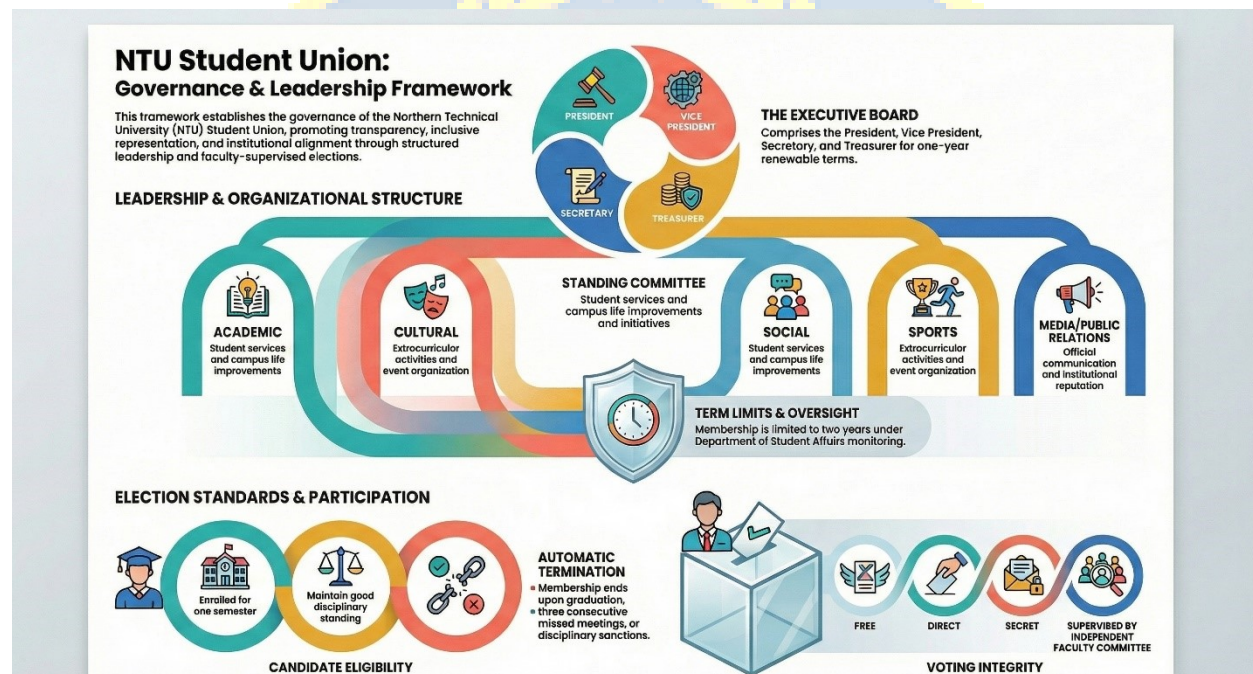 NTU Student Union:
Governance & Leadership Framework
This framework establishes the governance of the Northern Technical
University (NTU) Student Union, promoting transparency, inclusive
representation, and institutional alignment through structured
leadership and faculty-supervised elections.
PRESIDENT
VICE
PRESIDENT
SECRETARY
TREASURER
THE EXECUTIVE BOARD
Comprises the President, Vice President,
Secretary, and Treasurer for one-year
renewable terms.
LEADERSHIP & ORGANIZATIONAL STRUCTURE
ACADEMIC
Student services
and campus life
improvements
CULTURAL
Extrocurriculor
activities and
event organization
STANDING COMMITTEE
Student services and
campus life improvements
and initiatives
SOCIAL
Student services
and campus life
improvements
SPORTS
Extrocurriculor
activities and
event organization
MEDIA/PUBLIC
RELATIONS
Official
communication
and institutional
reputation
TERM LIMITS & OVERSIGHT
Membership is limited to two years under
Department of Student Affairs monitoring.
ELECTION STANDARDS & PARTICIPATION
Enrailed for
one semester
Maintain good
disciplinary
standing
AUTOMATIC
TERMINATION
Membership ends
upon graduation,
three consecutive
missed meetings, or
disciplinary sanctions.
CANDIDATE ELIGIBILITY
FREE
DIRECT
SECRET
SUPERVIBED BY
INDEPENDENT
FACULTY COMMITTEE
VOTING INTEGRITY